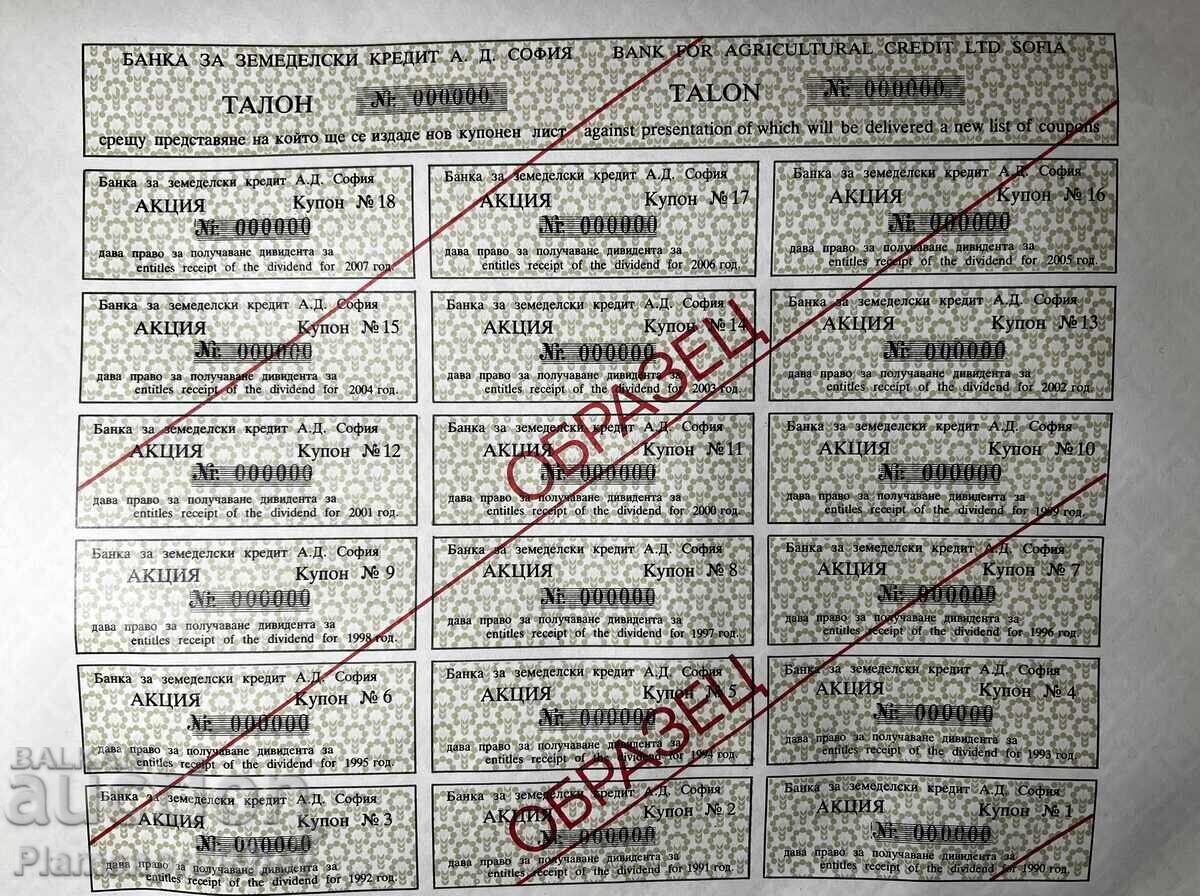 БАНКА ЗА ЗЕМЕДЕЛСКИ КРЕДИТ А. Д. СОФИЯ BANK FOR AGRICULTURAL CREDIT LTD SOFIA
ТАЛОН № 000000 TALON № 000000
срещу представяне на който ще се издаде нов купонен лист against presentation of which will be delivered a new list of coupons
Банка за земеделски кредит А.Д. София
АКЦИЯ Купон № 18
№ 000000
дава право за получаване дивидента за
entitles receipt of the dividend for 2007 год.
Банка за земеделски кредит А.Д. София
АКЦИЯ Купон № 17
№ 000000
дава право за получаване дивидента за
entitles receipt of the dividend for 2006 год.
Банка за земеделски кредит А.Д. София
АКЦИЯ Купон № 16
№ 000000
дава право за получаване дивидента за
entitles receipt of the dividend for 2005 год.
Банка за земеделски кредит А.Д. София
АКЦИЯ Купон № 15
№ 000000
дава право за получаване дивидента за
entitles receipt of the dividend for 2004 год.
Банка за земеделски кредит А.Д. София
АКЦИЯ Купон № 14
№ 000000
дава право за получаване дивидента за
entitles receipt of the dividend for 2003 год.
Банка за земеделски кредит А.Д. София
АКЦИЯ Купон № 13
№ 000000
дава право за получаване дивидента за
entitles receipt of the dividend for 2002 год.
ОБРАЗЕЦ
Банка за земеделски кредит А.Д. София
АКЦИЯ Купон № 12
№ 000000
дава право за получаване дивидента за
entitles receipt of the dividend for 2001 год.
Банка за земеделски кредит А.Д. София
АКЦИЯ Купон № 11
№ 000000
дава право за получаване дивидента за
entitles receipt of the dividend for 2000 год.
Банка за земеделски кредит А.Д. София
АКЦИЯ Купон № 10
№ 000000
дава право за получаване дивидента за
entitles receipt of the dividend for 1999 год.
Банка за земеделски кредит А.Д. София
АКЦИЯ Купон № 9
№ 000000
дава право за получаване дивидента за
entitles receipt of the dividend for 1998 год.
Банка за земеделски кредит А.Д. София
АКЦИЯ Купон № 8
№ 000000
дава право за получаване дивидента за
entitles receipt of the dividend for 1997 год.
Банка за земеделски кредит А.Д. София
АКЦИЯ Купон № 7
№ 000000
дава право за получаване дивидента за
entitles receipt of the dividend for 1996 год.
Банка за земеделски кредит А.Д. София
АКЦИЯ Купон № 6
№ 000000
дава право за получаване дивидента за
entitles receipt of the dividend for 1995 год.
Банка за земеделски кредит А.Д. София
АКЦИЯ Купон № 5
№ 000000
дава право за получаване дивидента за
entitles receipt of the dividend for 1994 год.
Банка за земеделски кредит А.Д. София
АКЦИЯ Купон № 4
№ 000000
дава право за получаване дивидента за
entitles receipt of the dividend for 1993 год.
ОБРАЗЕЦ
Банка за земеделски кредит А.Д. София
АКЦИЯ Купон № 3
№ 000000
дава право за получаване дивидента за
entitles receipt of the dividend for 1992 год.
Банка за земеделски кредит А.Д. София
АКЦИЯ Купон № 2
№ 000000
дава право за получаване дивидента за
entitles receipt of the dividend for 1991 год.
Банка за земеделски кредит А.Д. София
АКЦИЯ Купон № 1
№ 000000
дава право за получаване дивидента за
entitles receipt of the dividend for 1990 год.